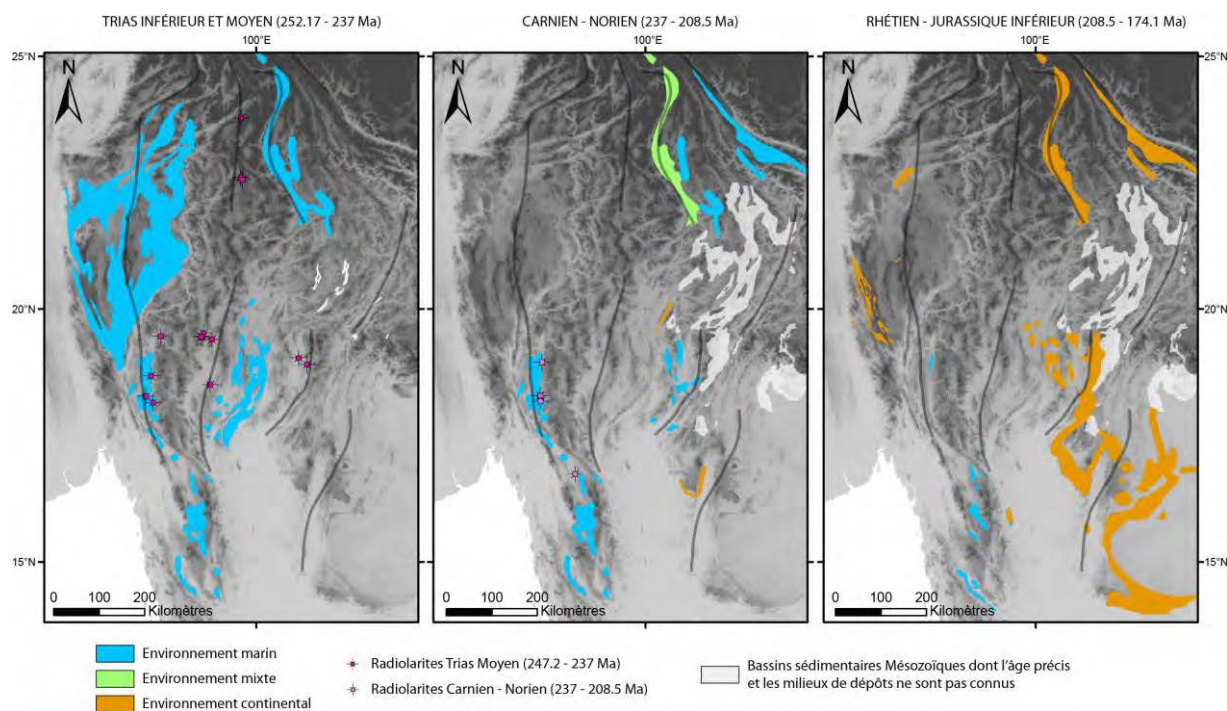 TRIAS INFÉRIEUR ET MOYEN (252.17 - 237 Ma)
CARNIEN - NORIEN (237 - 208.5 Ma)
RHÉTIEN - JURASSIQUE INFÉRIEUR (208.5 - 174.1 Ma)
100°E
100°E
100°E
25°N
25°N
N
N
N
20°N
20°N
15°N
15°N
0 100 200
Kilomètres
0 100 200
Kilomètres
0 100 200
Kilomètres
Environnement marin
Environnement mixte
Environnement continental
Radiolarites Trias Moyen (247.2 - 237 Ma)
Radiolarites Carnien - Norien (237 - 208.5 Ma)
Bassins sédimentaires Mésozoïques dont l'âge précis
et les milieux de dépôts ne sont pas connus